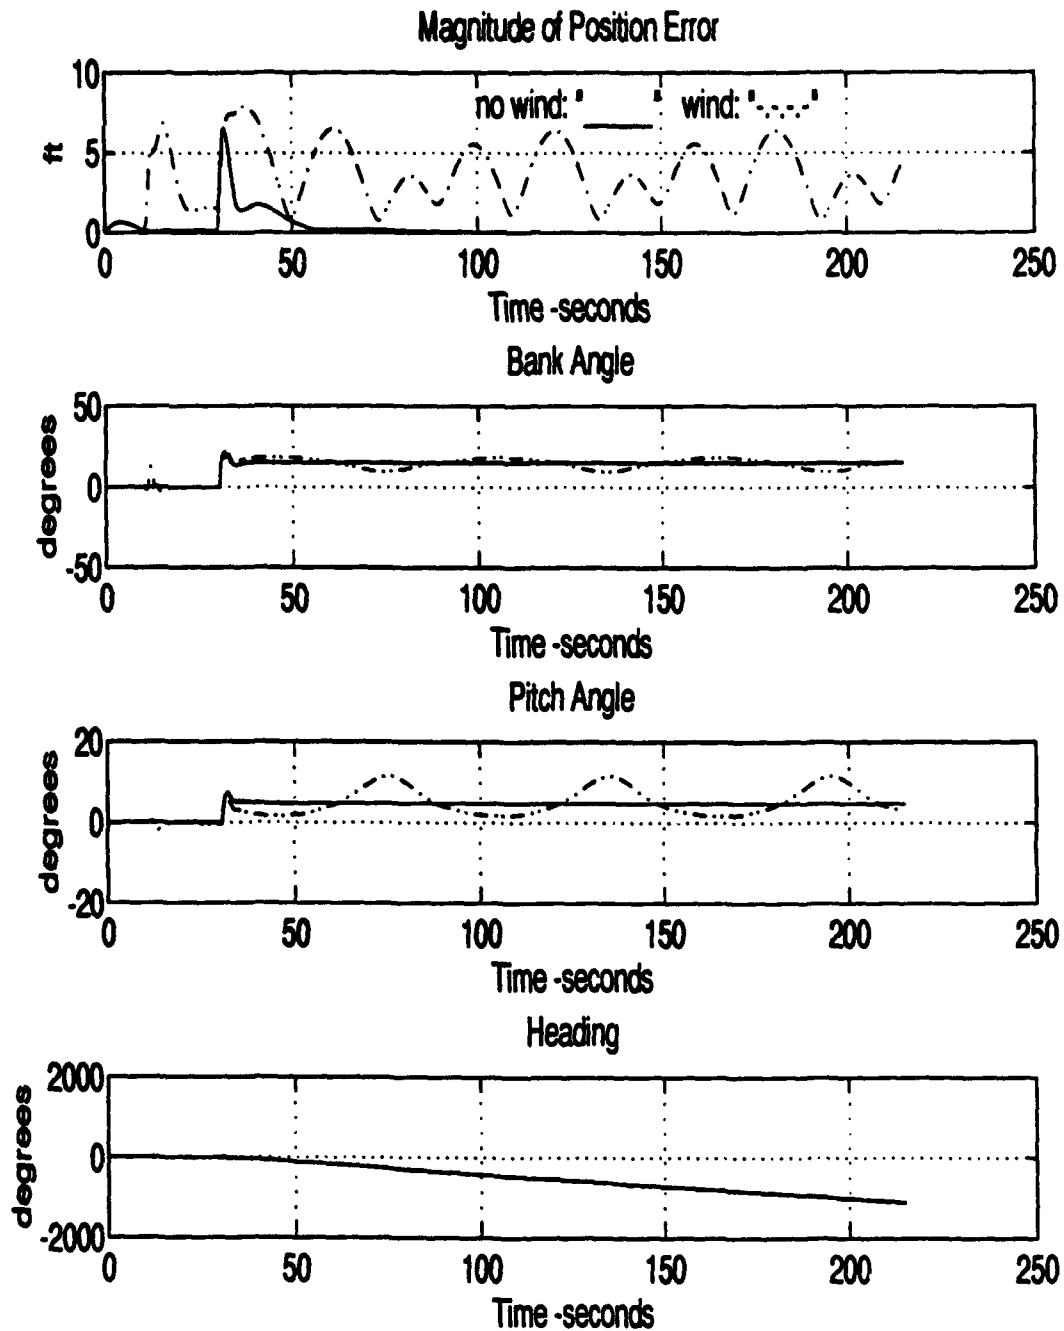 Magnitude of Position Error
10
5
0
ft
no wind: '____' wind: '-.-.-.'
0 50 100 150 200 250
Time -seconds
Bank Angle
50
0
-50
degrees
0 50 100 150 200 250
Time -seconds
Pitch Angle
20
0
-20
degrees
0 50 100 150 200 250
Time -seconds
Heading
2000
0
-2000
degrees
0 50 100 150 200 250
Time -seconds